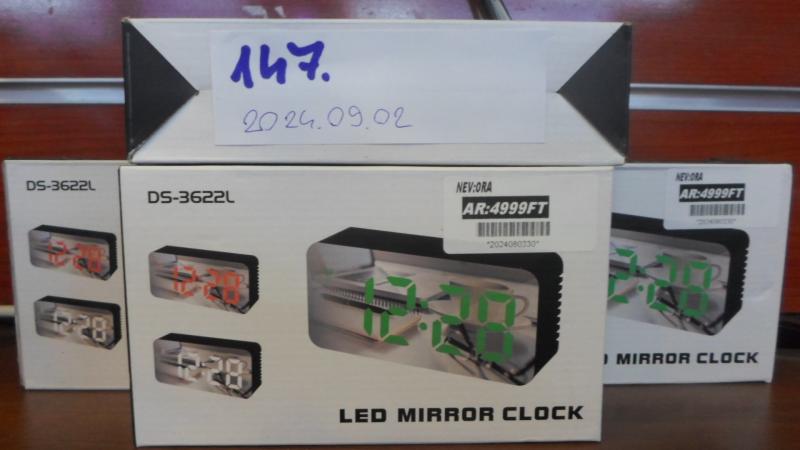 147.
2024.09.02
DS-3622L
12:28
12:28
DS-3622L
NEV:ORA
AR:4999FT
*2024080330*
12:28
12:28
12:28
LED MIRROR CLOCK
NEV:ORA
AR:4999FT
*2024080330*
12:28
D MIRROR CLOCK